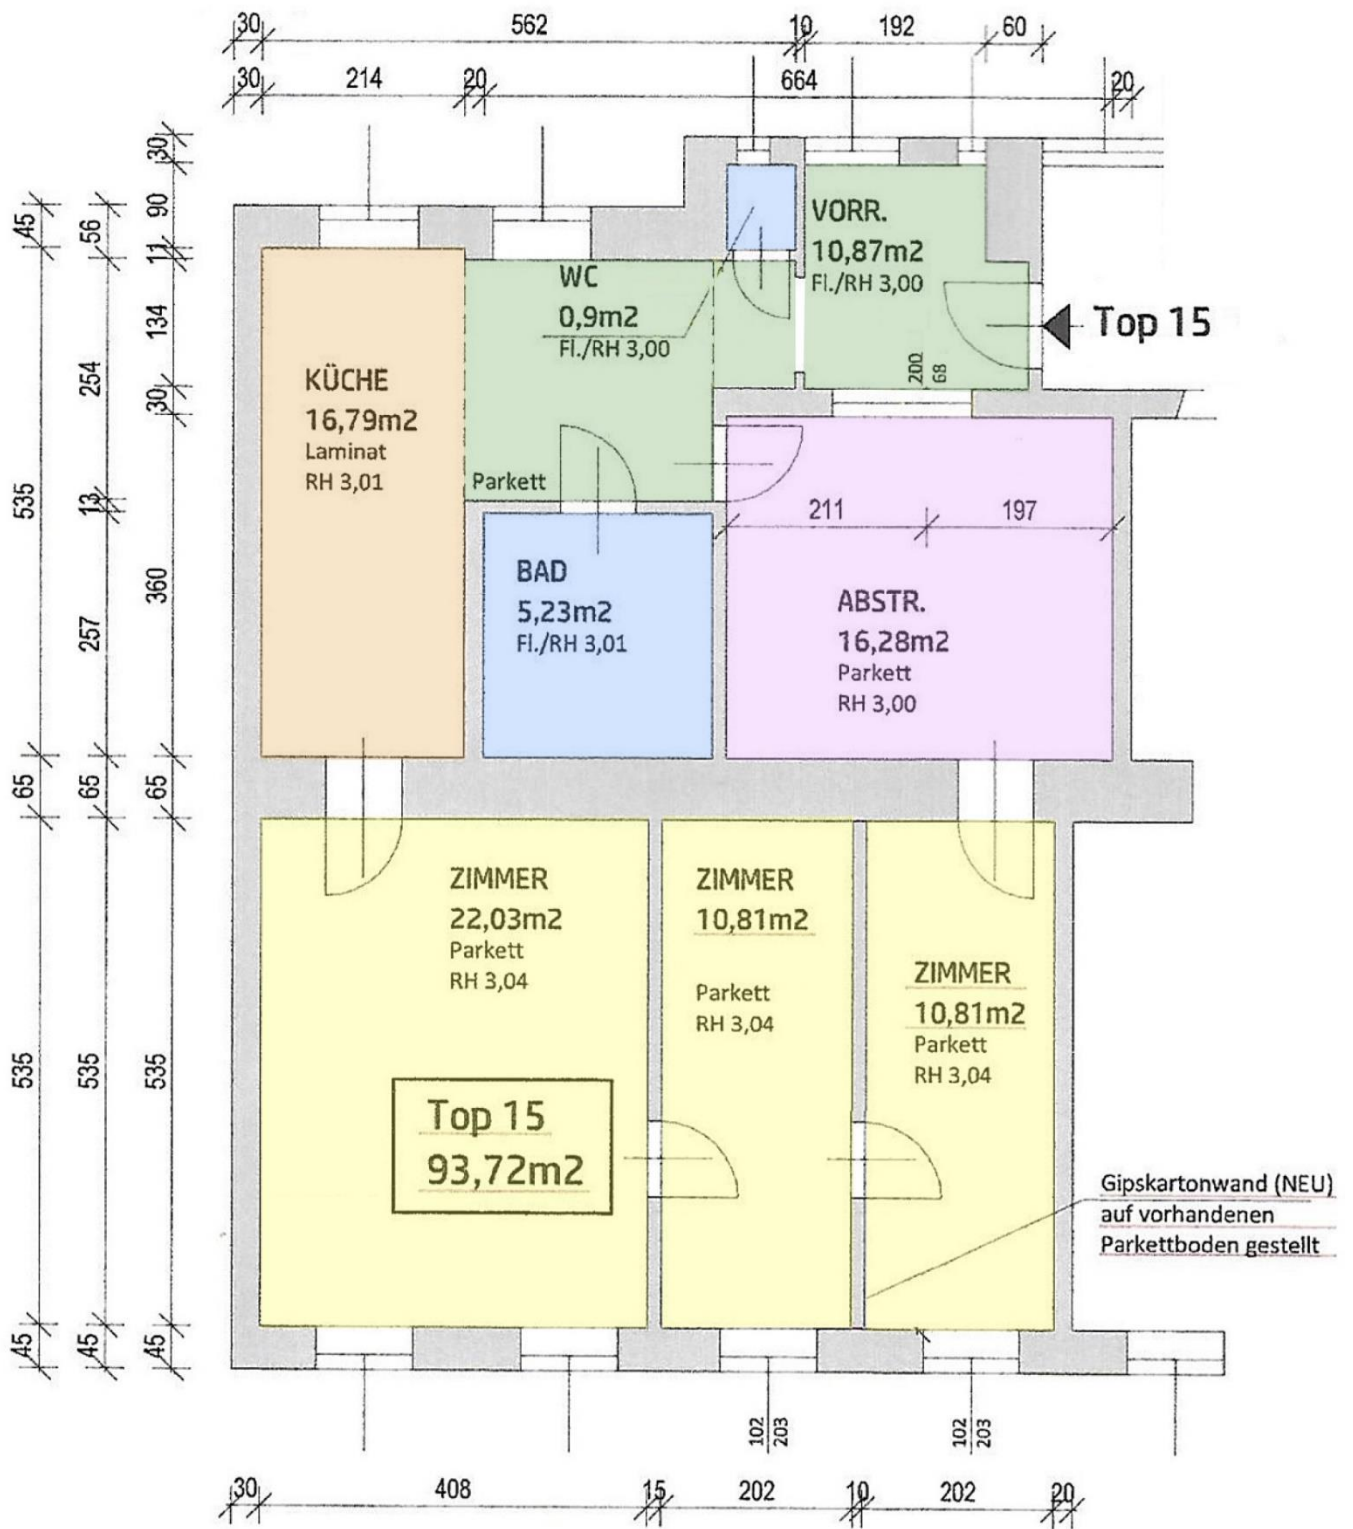 30 562 10 192 60
30 214 20 664 20
30
90
11
134
30
360
65
535
45
56
254
13
257
65
535
45
45
535
65
535
45
VORR.
10,87m2
Fl./RH 3,00
WC
0,9m2
Fl./RH 3,00
Top 15
200
68
KÜCHE
16,79m2
Laminat
RH 3,01
Parkett
211 197
BAD
5,23m2
Fl./RH 3,01
ABSTR.
16,28m2
Parkett
RH 3,00
ZIMMER
22,03m2
Parkett
RH 3,04
ZIMMER
10,81m2
Parkett
RH 3,04
ZIMMER
10,81m2
Parkett
RH 3,04
Top 15
93,72m2
Gipskartonwand (NEU)
auf vorhandenen
Parkettboden gestellt
102
203
102
203
30 408 15 202 10 202 20